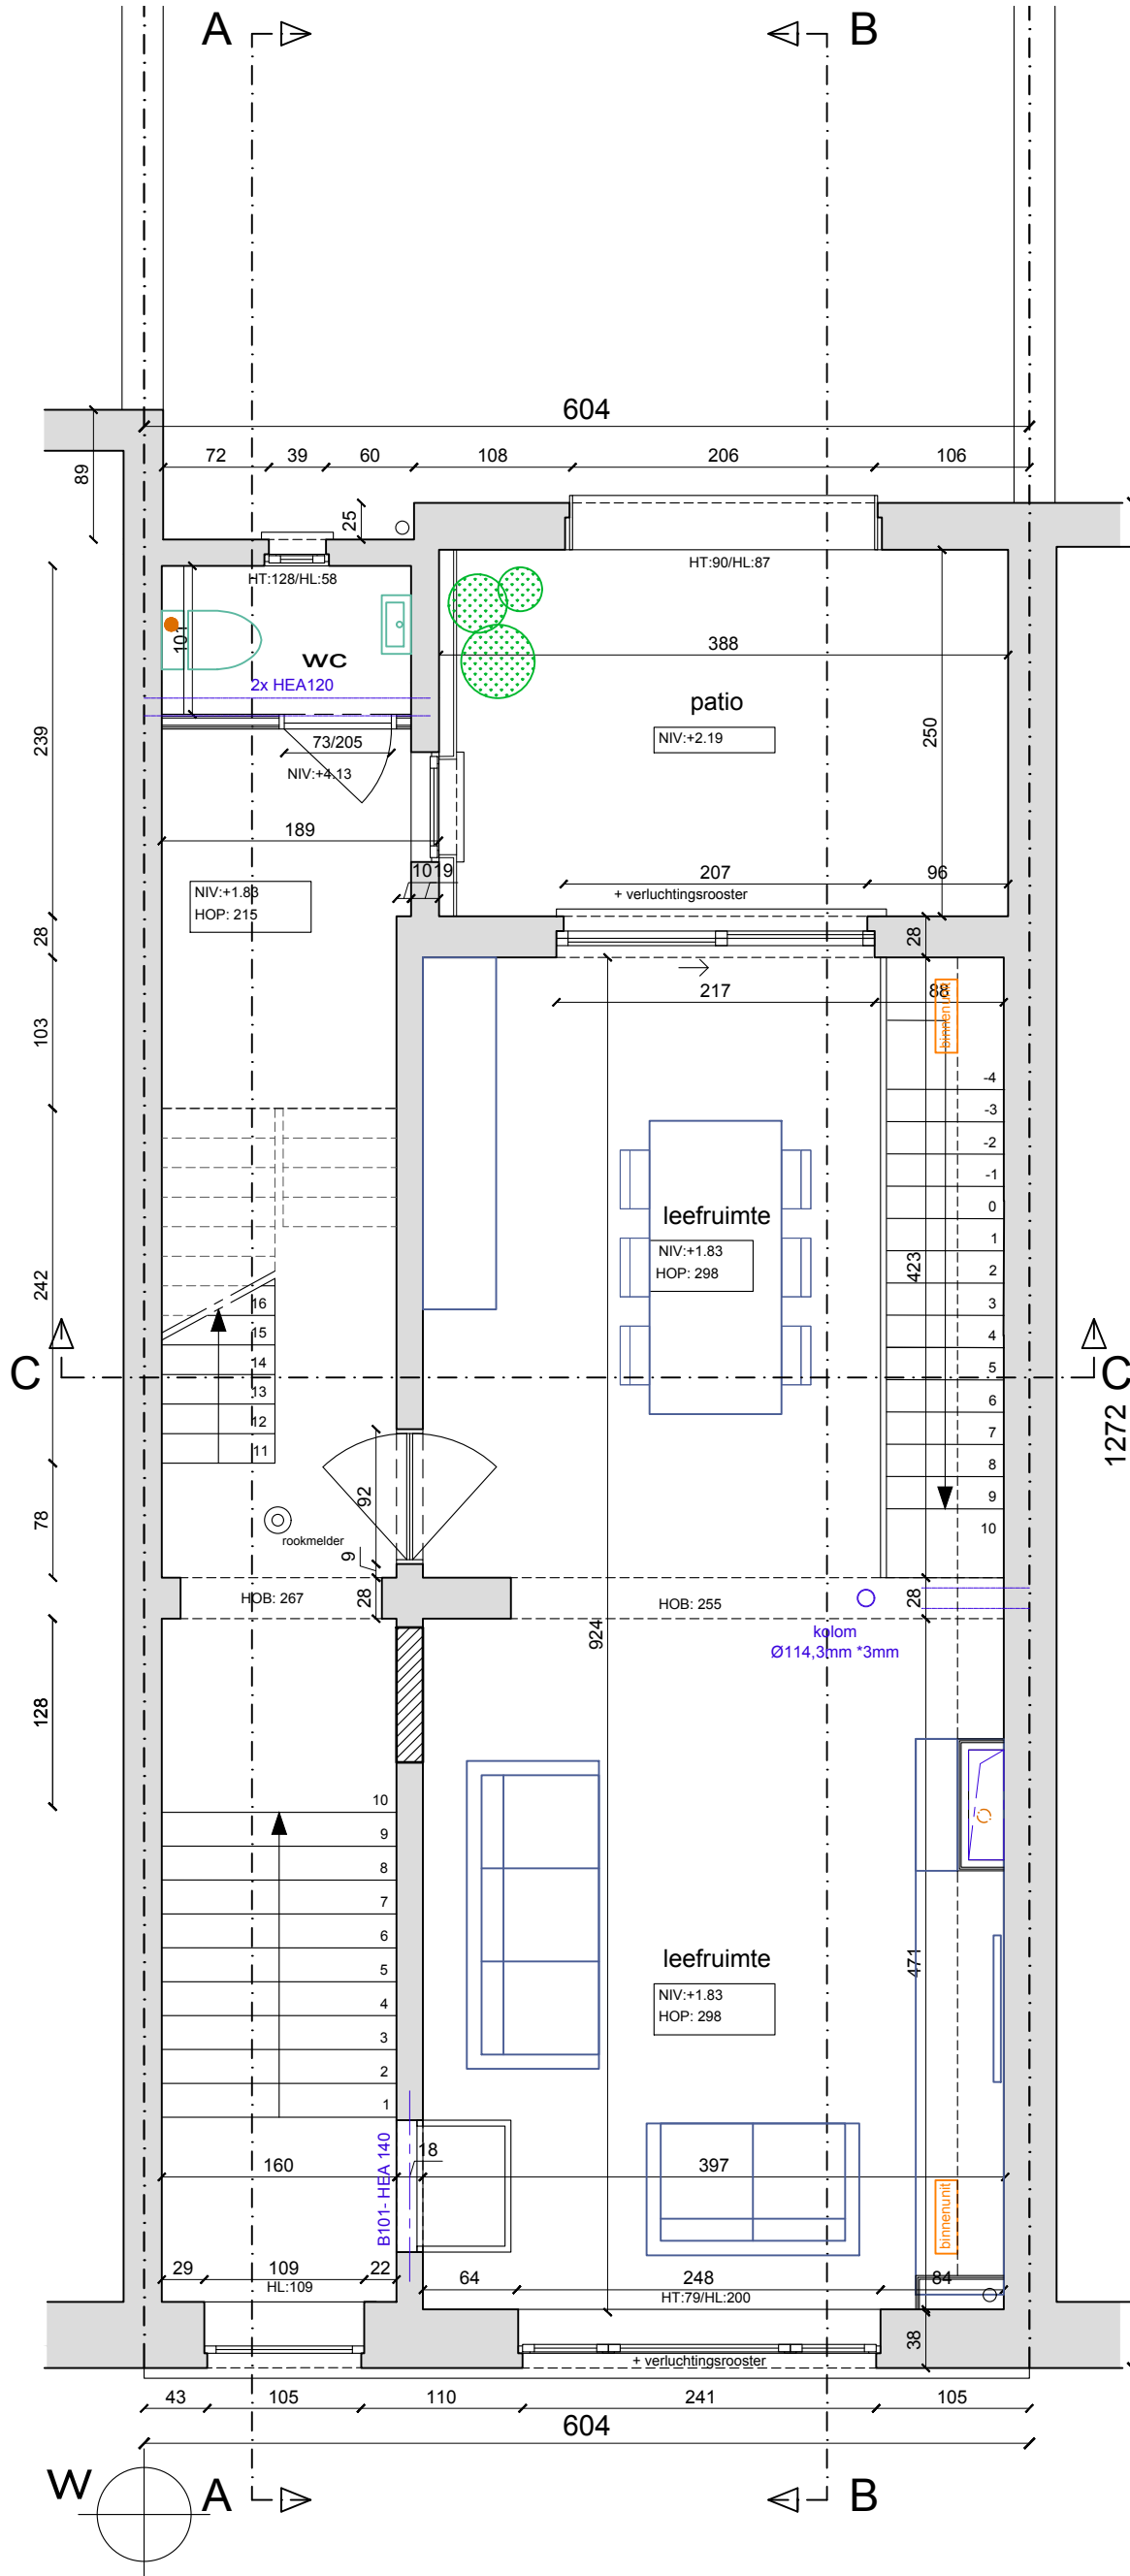 A
B
604
72
39
60
108
206
106
89
25
HT:128/HL:58
HT:90/HL:87
101
WC
2x HEA120
388
patio
NIV:+2.19
250
239
73/205
NIV:+4.13
189
10
19
207
96
+ verluchtingsrooster
NIV:+1.83
HOP: 215
28
28
217
88
binnenunit
103
-4
-3
-2
-1
0
1
2
3
4
5
6
7
8
9
10
423
leefruimte
NIV:+1.83
HOP: 298
242
16
15
14
13
12
11
C
C
1272
92
78
rookmelder
9
28
HOB: 267
HOB: 255
28
kolom
Ø114,3mm *3mm
924
128
10
9
8
7
6
5
4
3
2
1
471
leefruimte
NIV:+1.83
HOP: 298
B101- HEA 140
18
160
397
binnenunit
29
109
22
HL:109
64
248
84
HT:79/HL:200
38
+ verluchtingsrooster
43
105
110
241
105
604
W
A
B